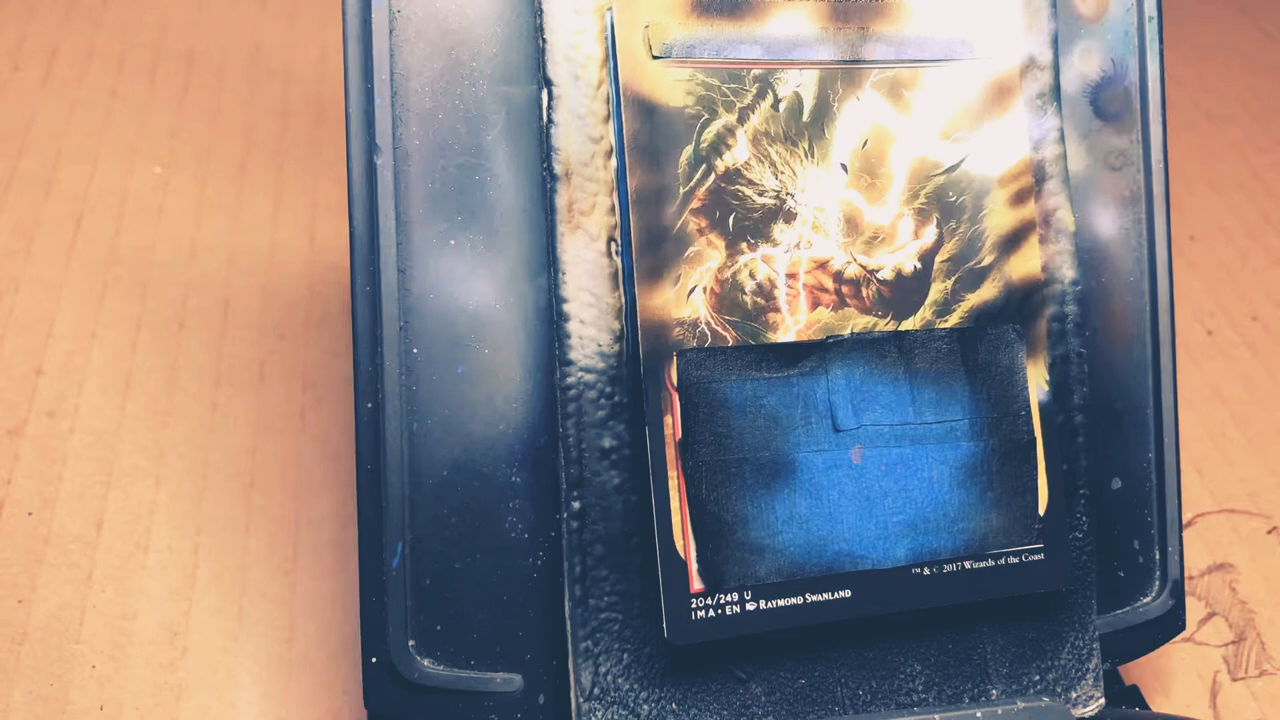 204/249 U
IMA • EN Raymond Swanland
™ & © 2017 Wizards of the Coast